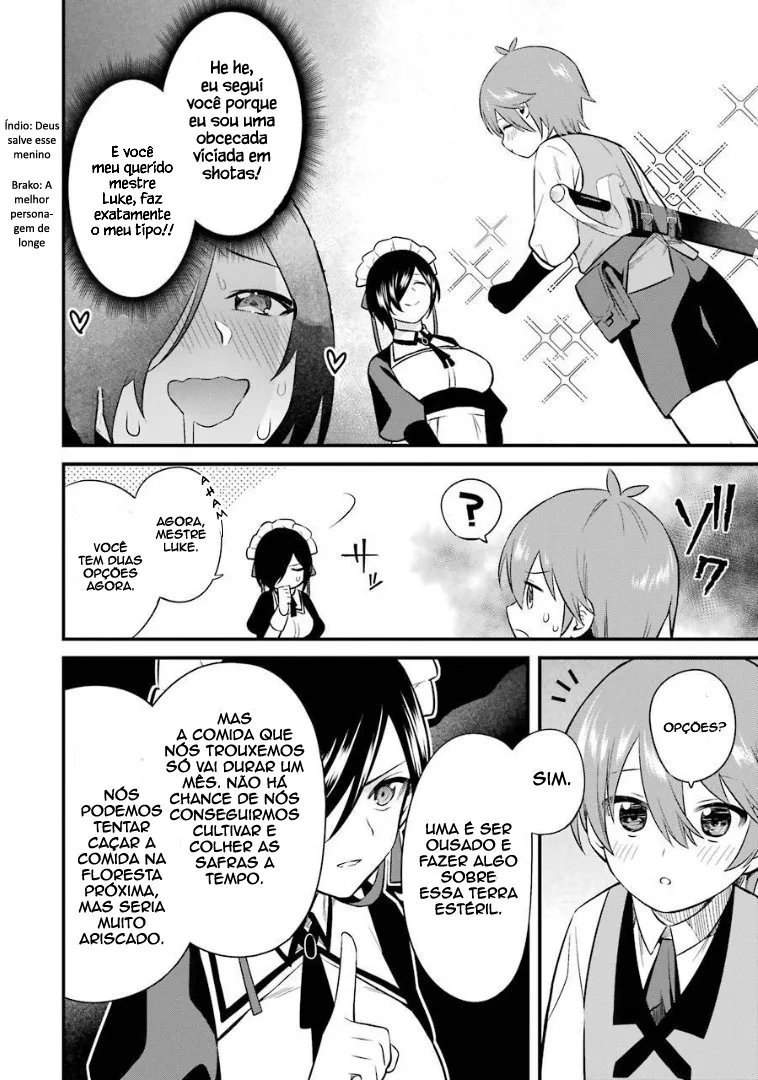 He he,
eu segui
você porque
eu sou uma
obcecada
viciada em
shotas!
E você
meu querido
mestre
Luke, faz
exatamente
o meu tipo!!
Índio: Deus
salve esse
menino
Brako: A
melhor
persona-
gem de
longe
?
AHAM
AGORA,
MESTRE
LUKE.
VOCÊ
TEM DUAS
OPÇÕES
AGORA.
OPÇÕES?
SIM.
UMA É SER
OUSADO E
FAZER ALGO
SOBRE
ESSA TERRA
ESTÉRIL.
MAS
A COMIDA QUE
NÓS TROUXEMOS
SÓ VAI DURAR UM
MÊS. NÃO HÁ
CHANCE DE NÓS
CONSEGUIRMOS
CULTIVAR E
COLHER AS
SAFRAS A
TEMPO.
NÓS
PODEMOS
TENTAR
CAÇAR A
COMIDA NA
FLORESTA
PRÓXIMA,
MAS SERIA
MUITO
ARISCADO.